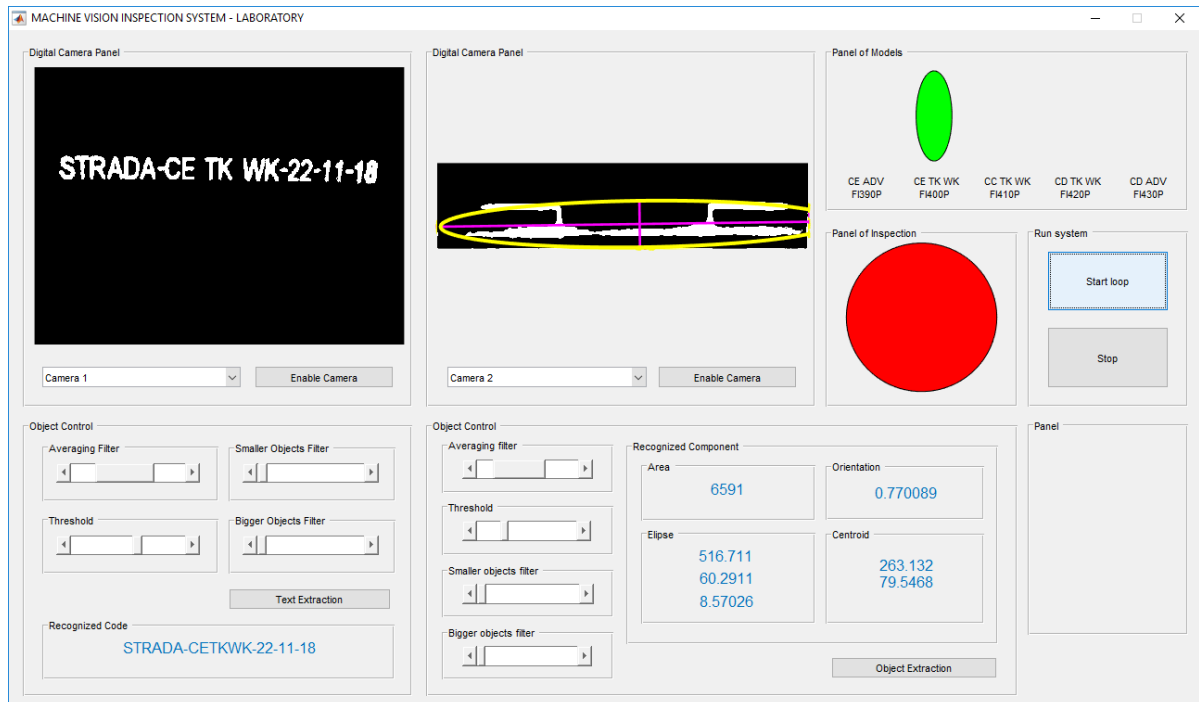 MACHINE VISION INSPECTION SYSTEM - LABORATORY
Digital Camera Panel
STRADA-CE TK WK-22-11-18
Camera 1
Enable Camera
Digital Camera Panel
Camera 2
Enable Camera
Panel of Models
CE ADV CE TK WK CC TK WK CD TK WK CD ADV
FI390P FI400P FI410P FI420P FI430P
Panel of Inspection
Run system
Start loop
Stop
Object Control
Averaging Filter
Smaller Objects Filter
Threshold
Bigger Objects Filter
Text Extraction
Recognized Code
STRADA-CETKWK-22-11-18
Object Control
Averaging filter
Threshold
Smaller objects filter
Bigger objects filter
Recognized Component
Area
6591
Orientation
0.770089
Elipse
516.711
60.2911
8.57026
Centroid
263.132
79.5468
Object Extraction
Panel